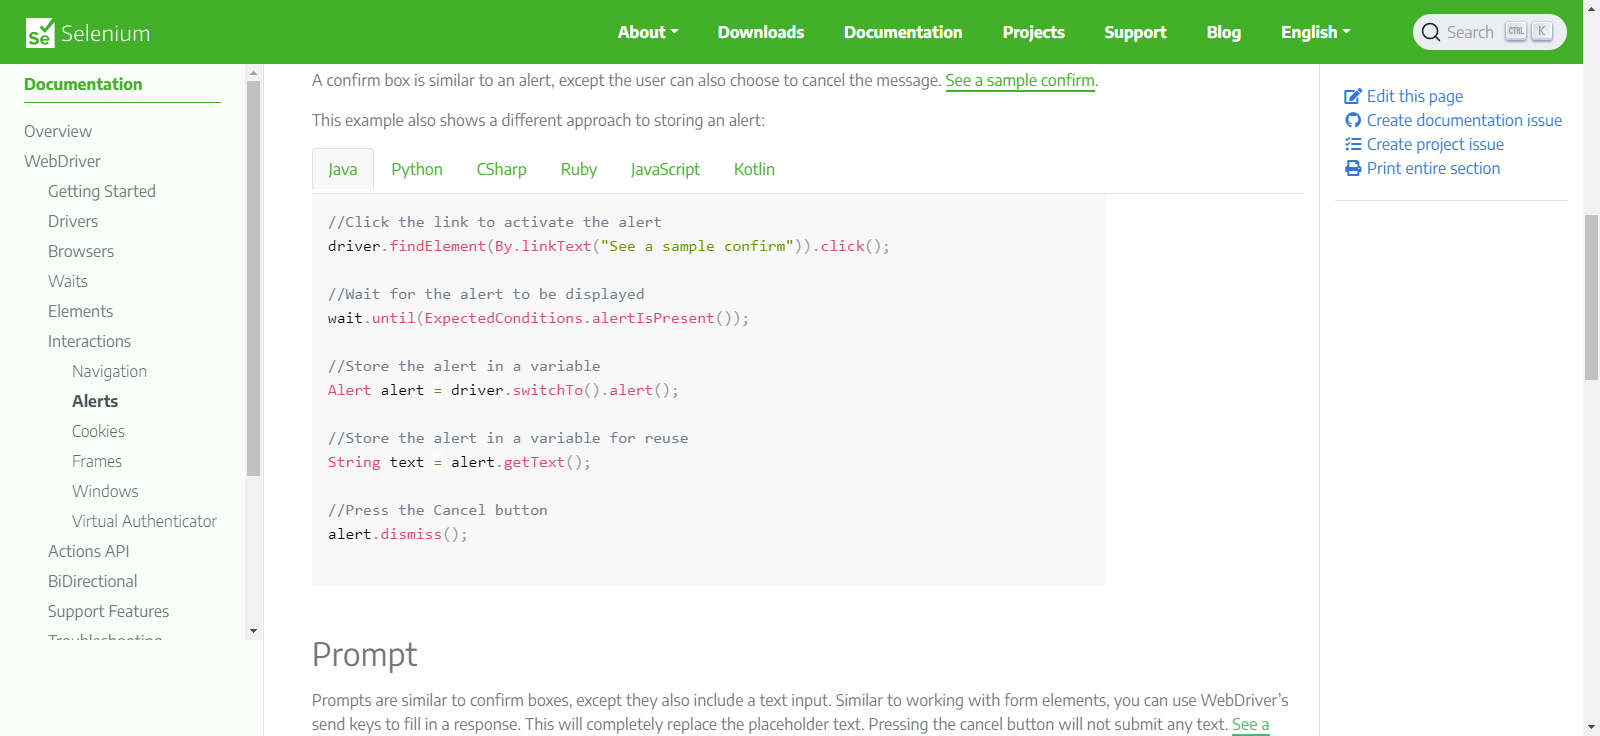 Se Selenium
About
Downloads
Documentation
Projects
Support
Blog
English
Search CTRL K
Documentation
Overview
WebDriver
Getting Started
Drivers
Browsers
Waits
Elements
Interactions
Navigation
Alerts
Cookies
Frames
Windows
Virtual Authenticator
Actions API
BiDirectional
Support Features
Troubleshooting
A confirm box is similar to an alert, except the user can also choose to cancel the message. See a sample confirm.
This example also shows a different approach to storing an alert:
Java Python CSharp Ruby JavaScript Kotlin
//Click the link to activate the alert
driver.findElement(By.linkText("See a sample confirm")).click();
//Wait for the alert to be displayed
wait.until(ExpectedConditions.alertIsPresent());
//Store the alert in a variable
Alert alert = driver.switchTo().alert();
//Store the alert in a variable for reuse
String text = alert.getText();
//Press the Cancel button
alert.dismiss();
Prompt
Prompts are similar to confirm boxes, except they also include a text input. Similar to working with form elements, you can use WebDriver’s
send keys to fill in a response. This will completely replace the placeholder text. Pressing the cancel button will not submit any text. See a
Edit this page
Create documentation issue
Create project issue
Print entire section